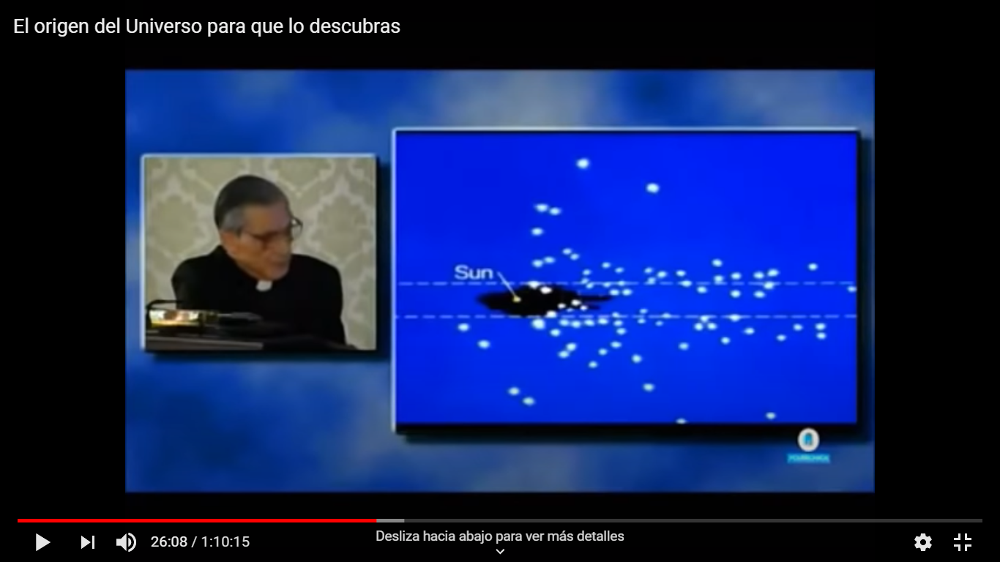 El origen del Universo para que lo descubras
Sun
26:08 / 1:10:15
Desliza hacia abajo para ver más detalles